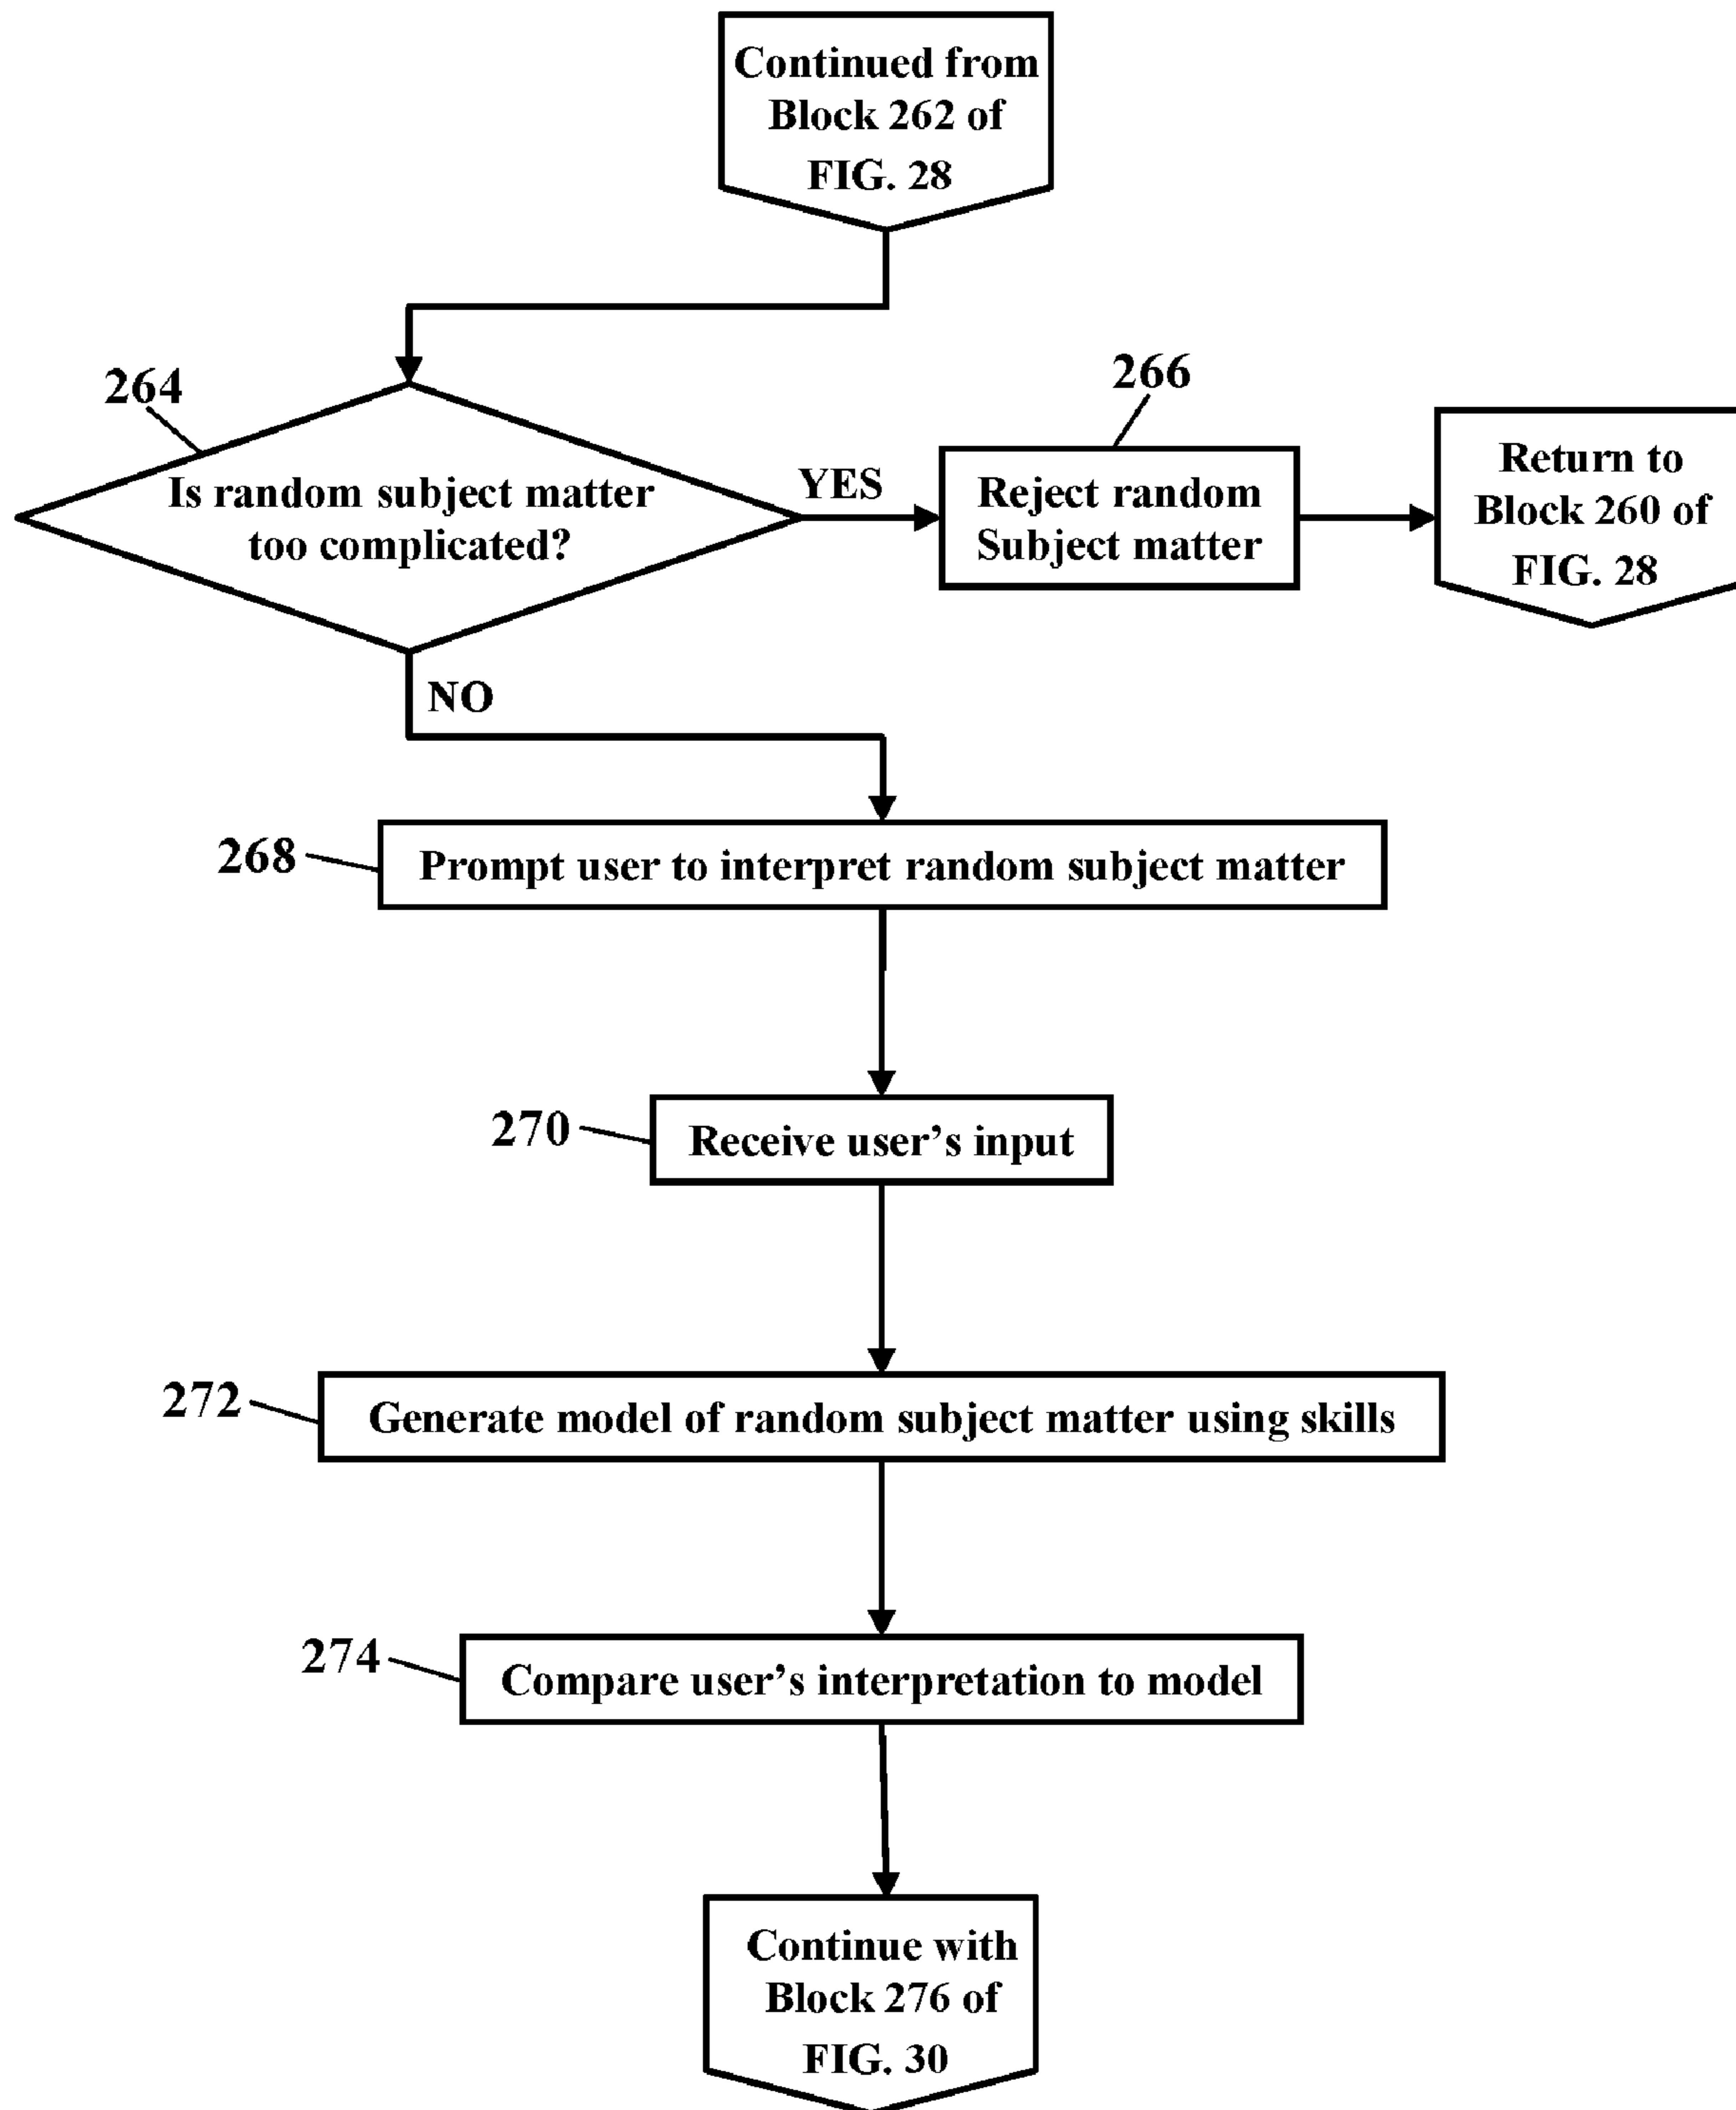 Continued from
Block 262 of
FIG. 28
264
Is random subject matter
too complicated?
YES
266
Reject random
Subject matter
Return to
Block 260 of
FIG. 28
NO
268
Prompt user to interpret random subject matter
270
Receive user's input
272
Generate model of random subject matter using skills
274
Compare user's interpretation to model
Continue with
Block 276 of
FIG. 30